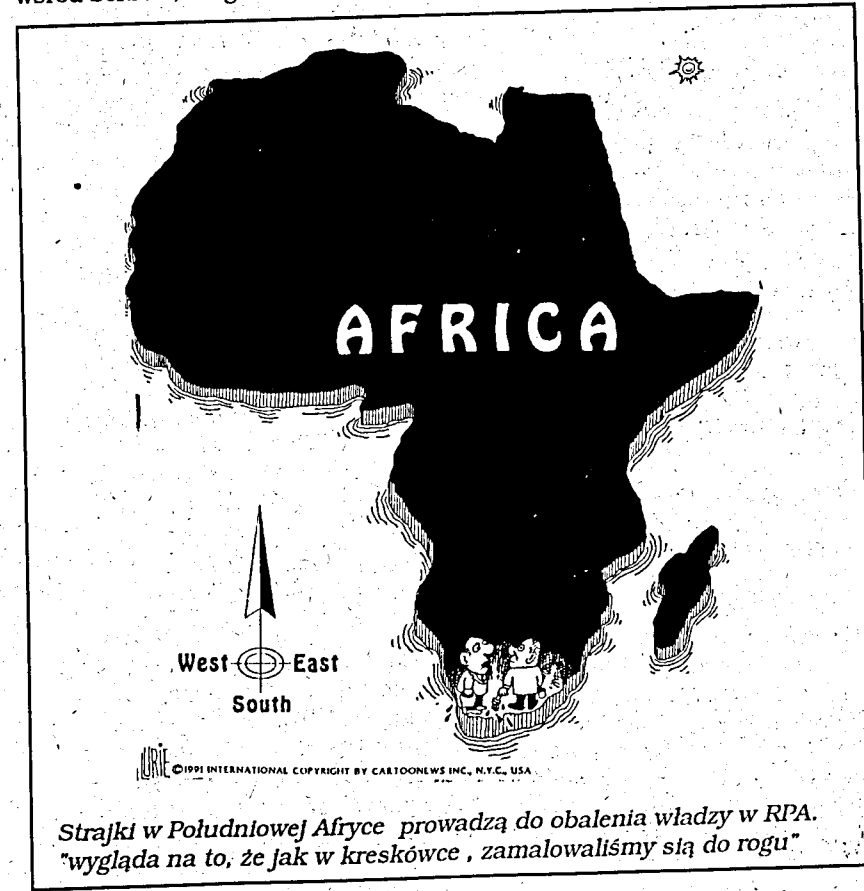 AFRICA
West East
South
LURIE ©1991 INTERNATIONAL COPYRIGHT BY CARTOONEWS INC., N.Y.C., USA
Strajki w Południowej Afryce prowadzą do obalenia władzy w RPA.
"wygląda na to, że jak w kreskówce , zamalowaliśmy sią do rogu"